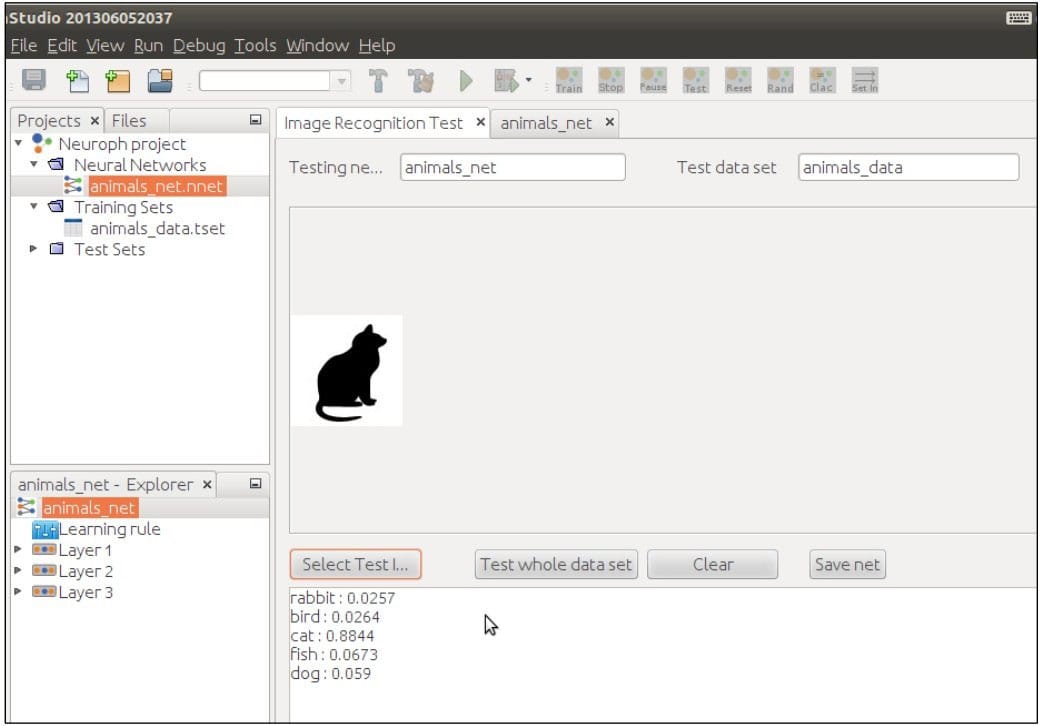 Studio 201306052037
File Edit View Run Debug Tools Window Help
Train Stop Pause Test Reset Rand Clac Set In
Projects × Files
Neuroph project
Neural Networks
animals_net.nnet
Training Sets
animals_data.tset
Test Sets
animals_net - Explorer ×
animals_net
Learning rule
Layer 1
Layer 2
Layer 3
Image Recognition Test × animals_net ×
Testing ne... animals_net Test data set animals_data
Select Test I... Test whole data set Clear Save net
rabbit : 0.0257
bird : 0.0264
cat : 0.8844
fish : 0.0673
dog : 0.059